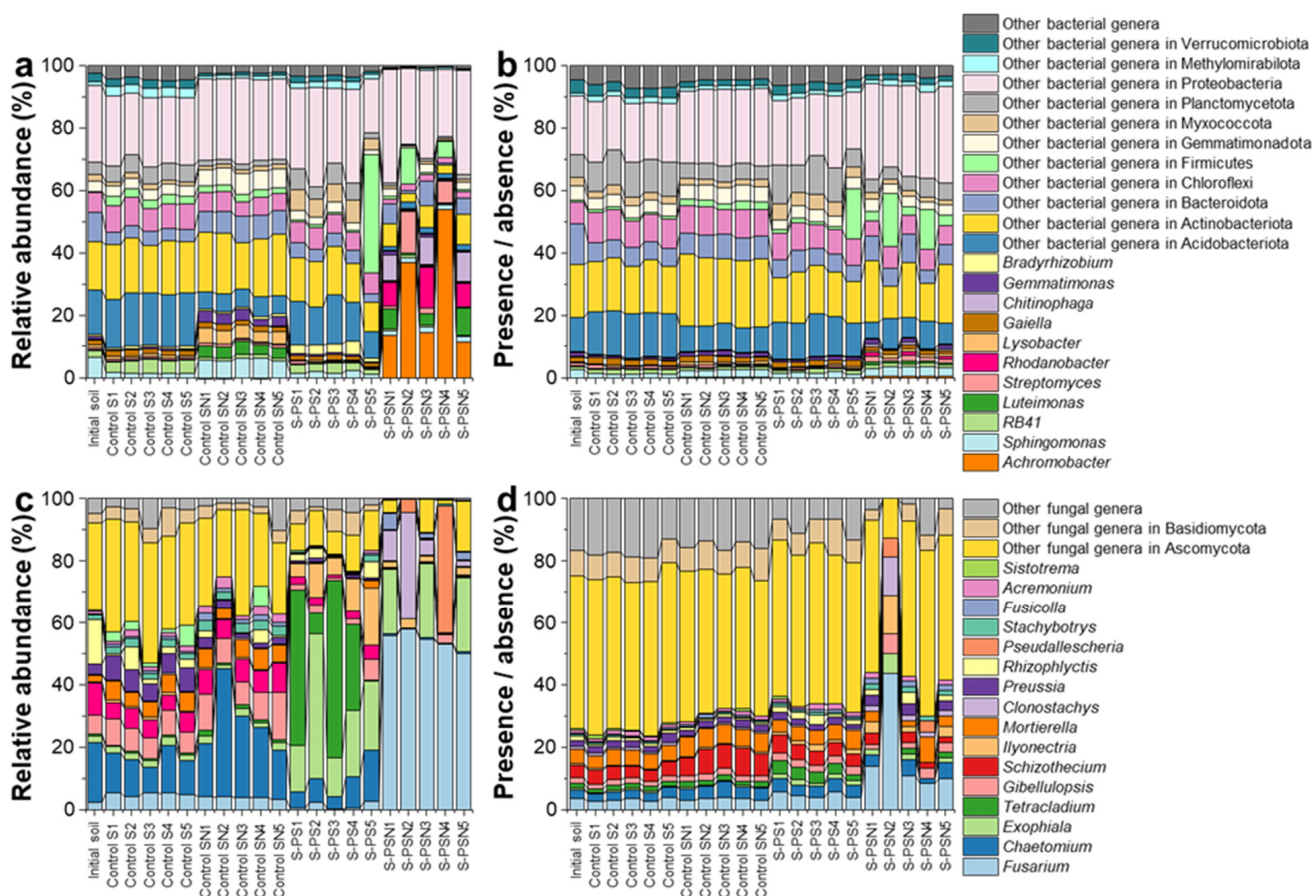 a
Relative abundance (%)
100
80
60
40
20
0
Initial soil
Control S1
Control S2
Control S3
Control S4
Control S5
Control SN1
Control SN2
Control SN3
Control SN4
Control SN5
S-PS1
S-PS2
S-PS3
S-PS4
S-PS5
S-PSN1
S-PSN2
S-PSN3
S-PSN4
S-PSN5
b
Presence / absence (%)
100
80
60
40
20
0
Initial soil
Control S1
Control S2
Control S3
Control S4
Control S5
Control SN1
Control SN2
Control SN3
Control SN4
Control SN5
S-PS1
S-PS2
S-PS3
S-PS4
S-PS5
S-PSN1
S-PSN2
S-PSN3
S-PSN4
S-PSN5
Other bacterial genera
Other bacterial genera in Verrucomicrobiota
Other bacterial genera in Methylomirabilota
Other bacterial genera in Proteobacteria
Other bacterial genera in Planctomycetota
Other bacterial genera in Myxococcota
Other bacterial genera in Gemmatimonadota
Other bacterial genera in Firmicutes
Other bacterial genera in Chloroflexi
Other bacterial genera in Bacteroidota
Other bacterial genera in Actinobacteriota
Other bacterial genera in Acidobacteriota
Bradyrhizobium
Gemmatimonas
Chitinophaga
Gaiella
Lysobacter
Rhodanobacter
Streptomyces
Luteimonas
RB41
Sphingomonas
Achromobacter
c
Relative abundance (%)
100
80
60
40
20
0
Initial soil
Control S1
Control S2
Control S3
Control S4
Control S5
Control SN1
Control SN2
Control SN3
Control SN4
Control SN5
S-PS1
S-PS2
S-PS3
S-PS4
S-PS5
S-PSN1
S-PSN2
S-PSN3
S-PSN4
S-PSN5
d
Presence / absence (%)
100
80
60
40
20
0
Initial soil
Control S1
Control S2
Control S3
Control S4
Control S5
Control SN1
Control SN2
Control SN3
Control SN4
Control SN5
S-PS1
S-PS2
S-PS3
S-PS4
S-PS5
S-PSN1
S-PSN2
S-PSN3
S-PSN4
S-PSN5
Other fungal genera
Other fungal genera in Basidiomycota
Other fungal genera in Ascomycota
Sistotrema
Acremonium
Fusicolla
Stachybotrys
Pseudallescheria
Rhizophlyctis
Preussia
Clonostachys
Mortierella
Ilyonectria
Schizothecium
Gibellulopsis
Tetracladium
Exophiala
Chaetomium
Fusarium